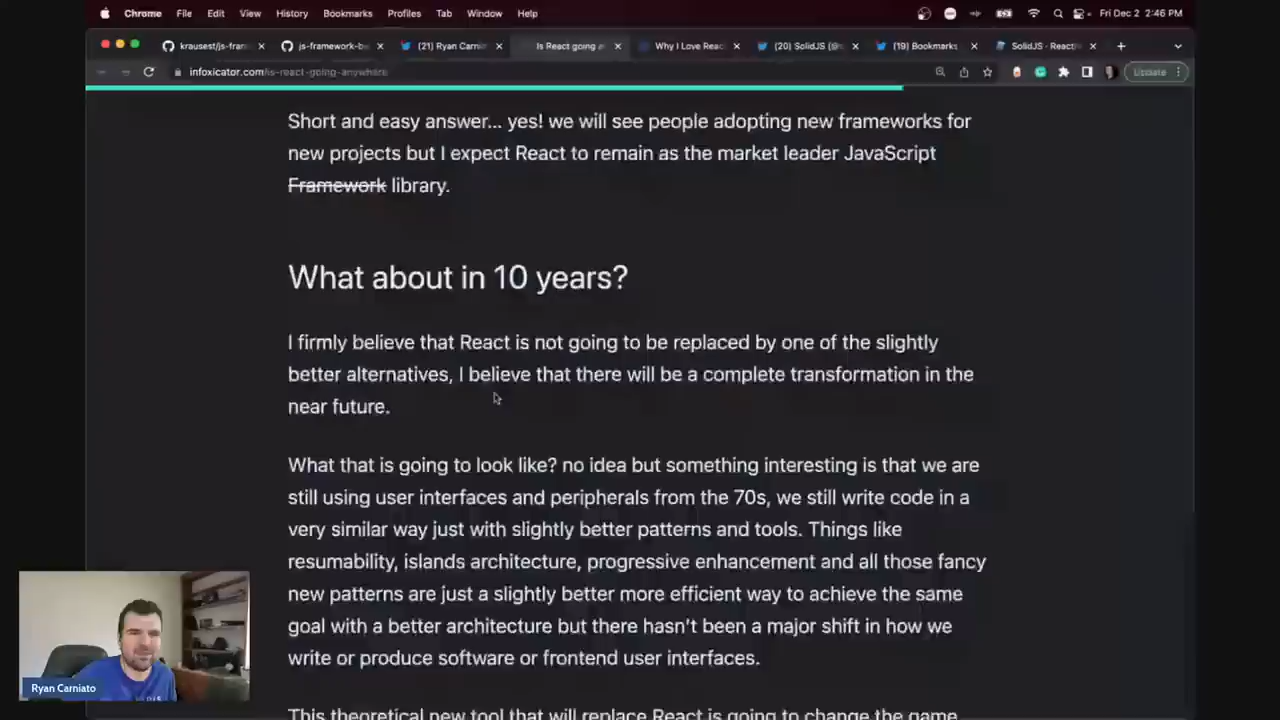 Chrome File Edit View History Bookmarks Profiles Tab Window Help Fri Dec 2 2:46 PM
krausest/js-fram
js-framework-be
(21) Ryan Carnia
Is React going a
Why I Love Reac
(20) SolidJS (@
(19) Bookmarks
SolidJS · Reacti
infoxicator.com/is-react-going-anywhere
Update
Short and easy answer... yes! we will see people adopting new frameworks for
new projects but I expect React to remain as the market leader JavaScript
Framework library.
What about in 10 years?
I firmly believe that React is not going to be replaced by one of the slightly
better alternatives, I believe that there will be a complete transformation in the
near future.
What that is going to look like? no idea but something interesting is that we are
still using user interfaces and peripherals from the 70s, we still write code in a
very similar way just with slightly better patterns and tools. Things like
resumability, islands architecture, progressive enhancement and all those fancy
new patterns are just a slightly better more efficient way to achieve the same
goal with a better architecture but there hasn't been a major shift in how we
write or produce software or frontend user interfaces.
This theoretical new tool that will replace React is going to change the game
Ryan Carniato